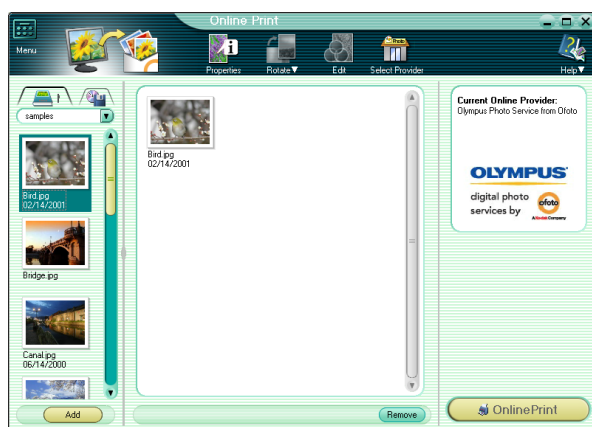 Online Print
Menu
Properties
Rotate
Edit
Select Provider
Help
samples
Bird.jpg
02/14/2001
Bridge.jpg
Canal.jpg
06/14/2000
Add
Bird.jpg
02/14/2001
Remove
Current Online Provider:
Olympus Photo Service from Ofoto
OLYMPUS
digital photo
services by
ofoto
A Kodak Company
OnlinePrint